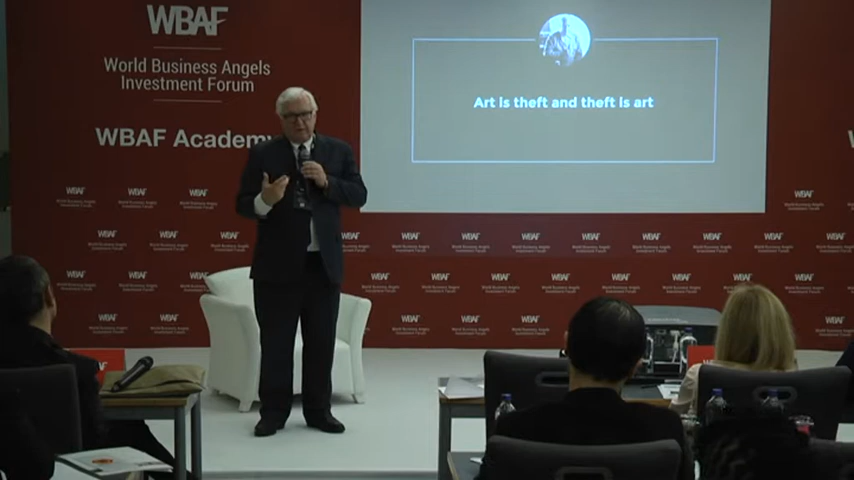 WBAF
World Business Angels
Investment Forum
WBAF Academy
Art is theft and theft is art